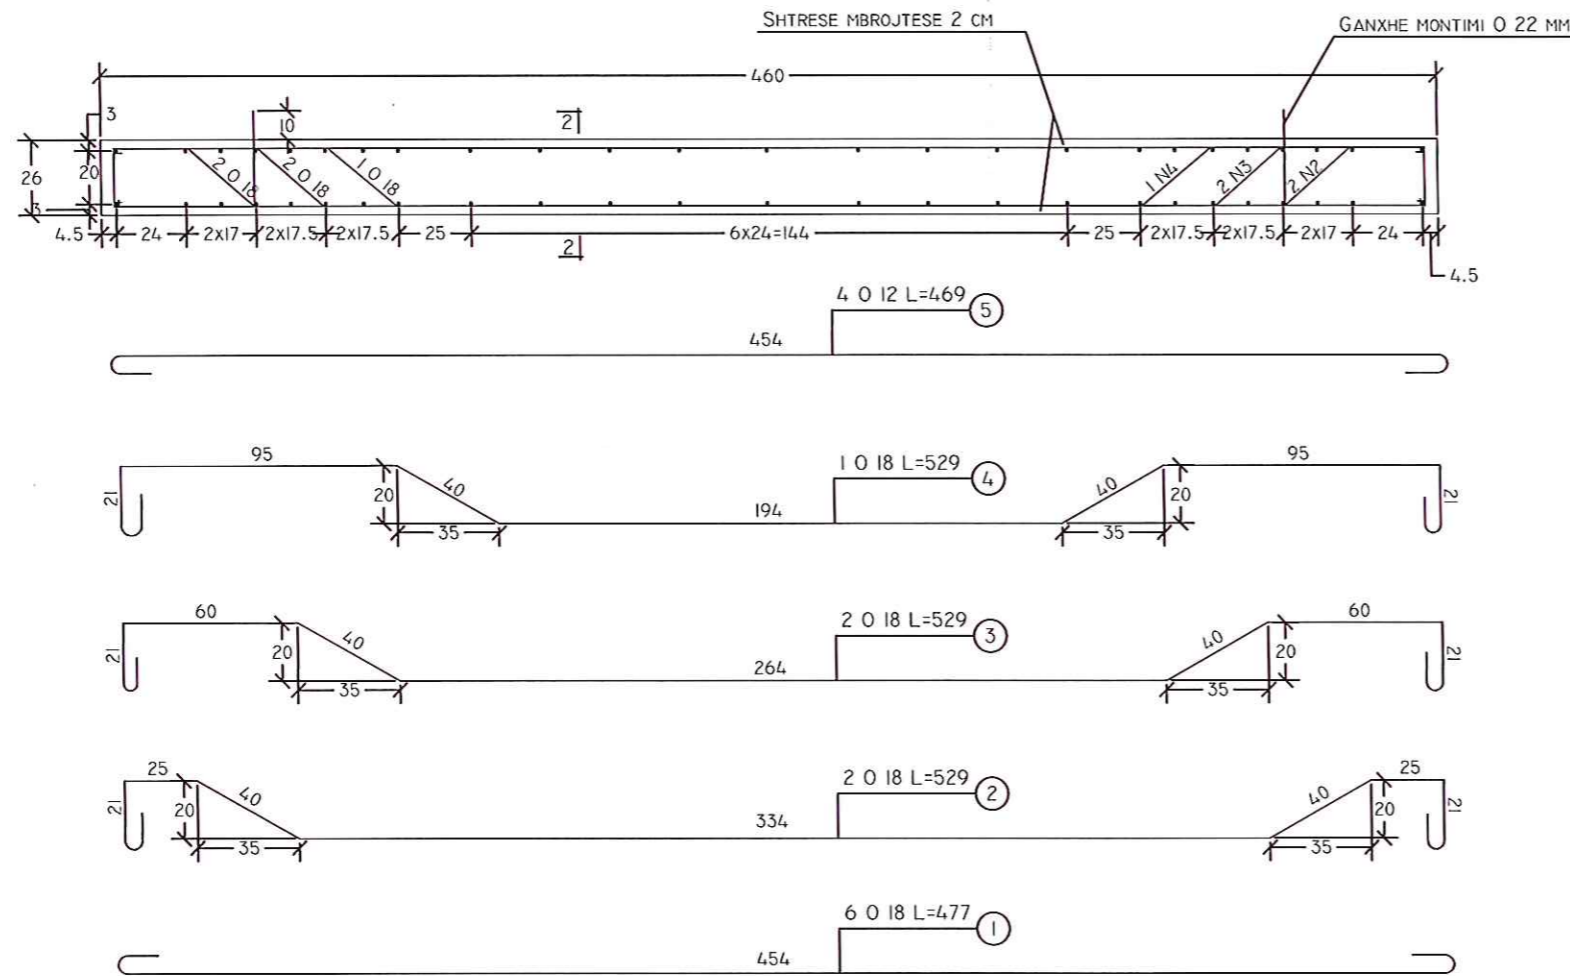 SHTRESE MBROJTESE 2 CM
GANXHE MONTIMI O 22 MM
460
3
10
2
26
20
3
2 O 18
2 O 18
1 O 18
1 N4
2 N3
2 N2
4.5
24
2x17
2x17.5
2x17.5
25
6x24=144
25
2x17.5
2x17.5
2x17
24
4.5
2
4 O 12 L=469 5
454
95
1 O 18 L=529 4
95
21
20
40
35
194
40
20
35
21
60
2 O 18 L=529 3
60
21
20
40
35
264
40
20
35
21
25
2 O 18 L=529 2
25
21
20
40
35
334
40
20
35
21
6 O 18 L=477 1
454